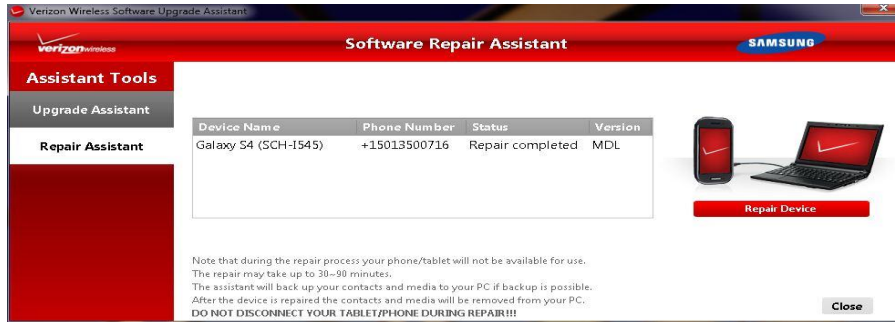 Verizon Wireless Software Upgrade Assistant
verizonwireless
Software Repair Assistant
SAMSUNG
Assistant Tools
Upgrade Assistant
Repair Assistant
Device Name Phone Number Status Version
Galaxy S4 (SCH-I545) +15013500716 Repair completed MDL
Repair Device
Note that during the repair process your phone/tablet will not be available for use.
The repair may take up to 30~90 minutes.
The assistant will back up your contacts and media to your PC if backup is possible.
After the device is repaired the contacts and media will be removed from your PC.
DO NOT DISCONNECT YOUR TABLET/PHONE DURING REPAIR!!!
Close